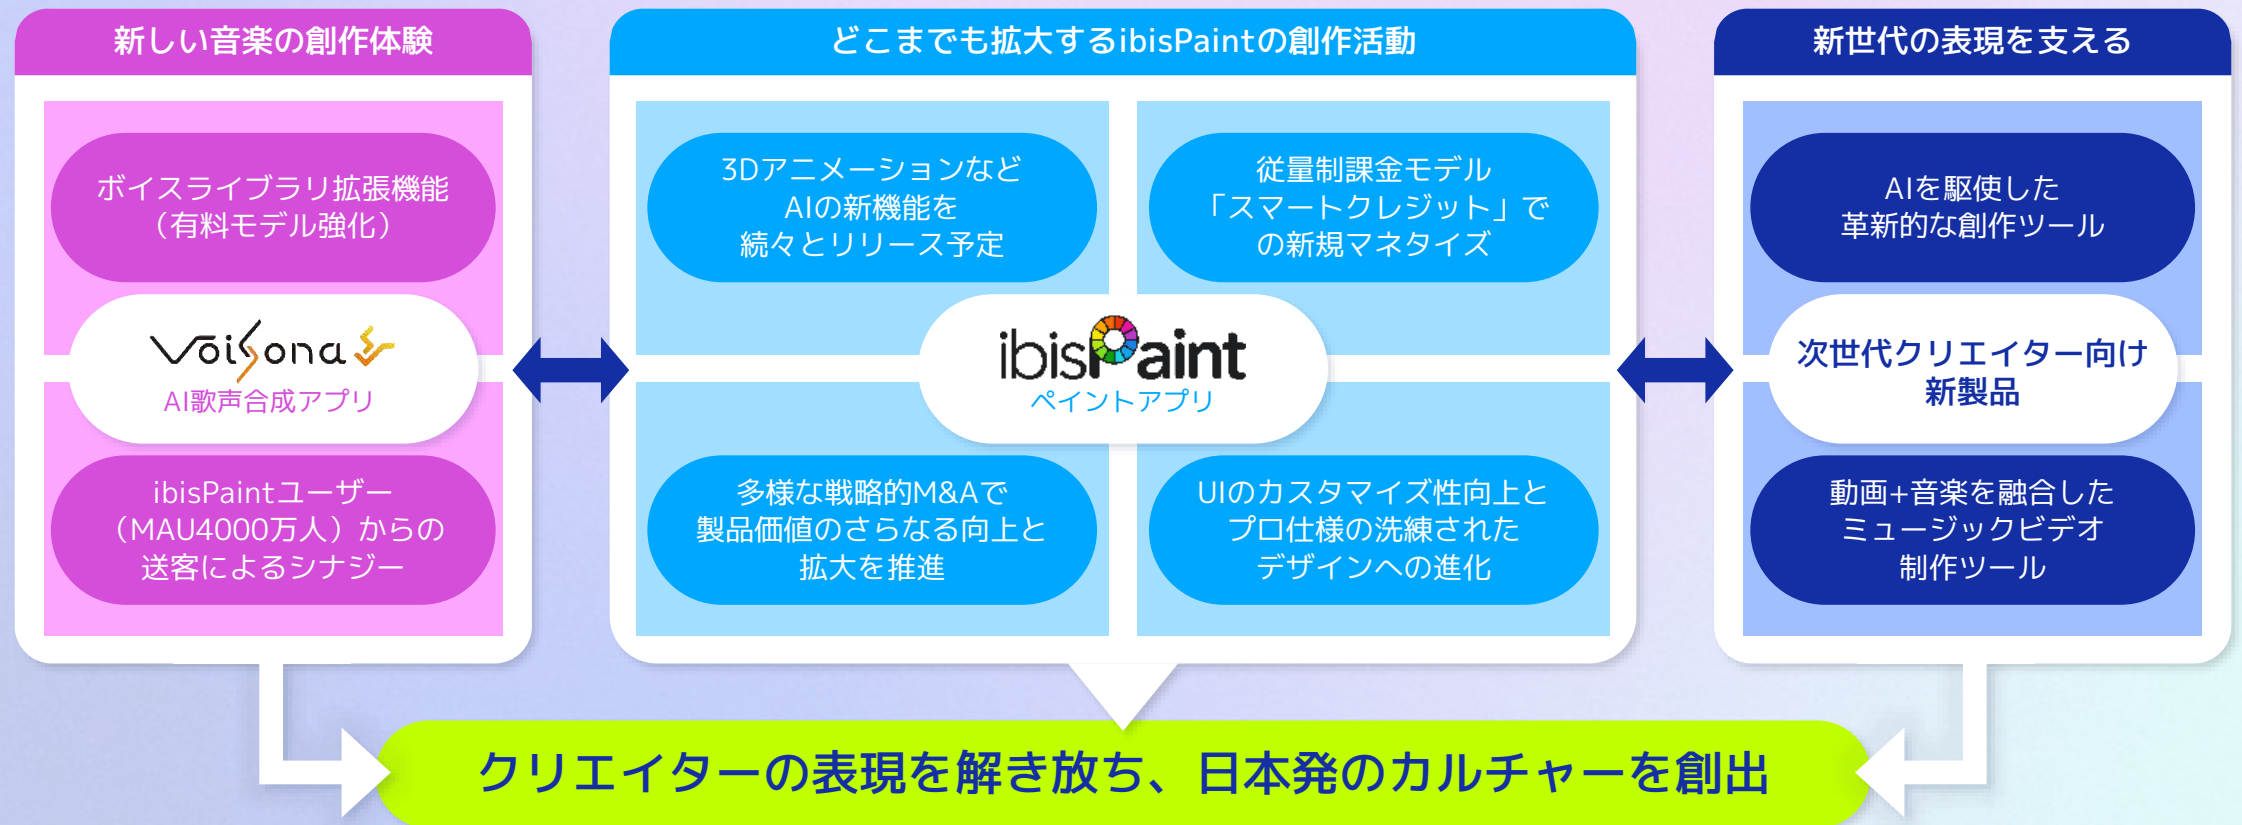 新しい音楽の創作体験
ボイスライブラリ拡張機能
（有料モデル強化）
VoiSona
AI歌声合成アプリ
ibisPaintユーザー
（MAU4000万人）からの
送客によるシナジー
どこまでも拡大するibisPaintの創作活動
3Dアニメーションなど
AIの新機能を
続々とリリース予定
従量制課金モデル
「スマートクレジット」で
の新規マネタイズ
ibisPaint
ペイントアプリ
多様な戦略的M&Aで
製品価値のさらなる向上と
拡大を推進
UIのカスタマイズ性向上と
プロ仕様の洗練された
デザインへの進化
新世代の表現を支える
AIを駆使した
革新的な創作ツール
次世代クリエイター向け
新製品
動画+音楽を融合した
ミュージックビデオ
制作ツール
クリエイターの表現を解き放ち、日本発のカルチャーを創出